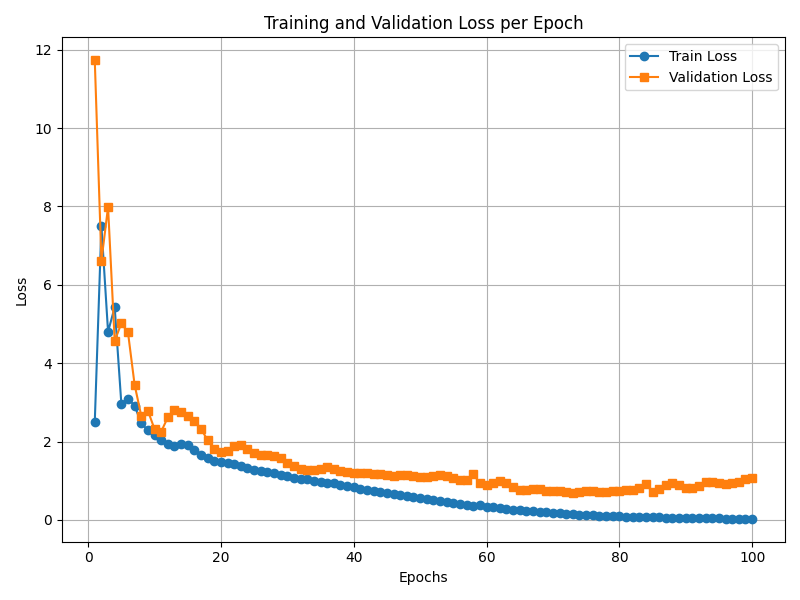 Training and Validation Loss per Epoch
Train Loss
Validation Loss
12
10
8
6
4
2
0
Loss
0 20 40 60 80 100
Epochs